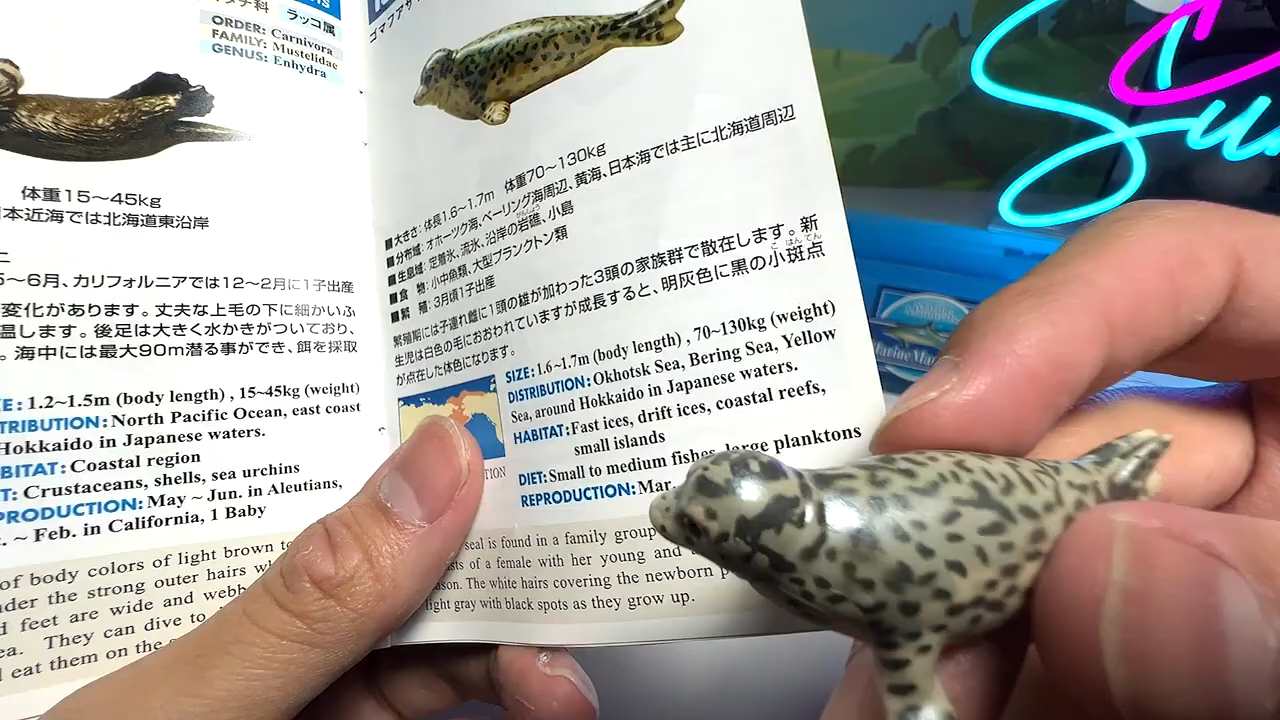 ラッコ属
ORDER: Carnivora
FAMILY: Mustelidae
GENUS: Enhydra
体重15～45kg
本近海では北海道東沿岸
5～6月、カリフォルニアでは12～2月に1子出産
変化があります。丈夫な上毛の下に細かいふ
温します。後足は大きく水かきがついており、
。海中には最大90m潜る事ができ、餌を採取
1.2~1.5m (body length) , 15~45kg (weight)
TRIBUTION: North Pacific Ocean, east coast
Hokkaido in Japanese waters.
BITAT: Coastal region
T: Crustaceans, shells, sea urchins
PRODUCTION: May ~ Jun. in Aleutians,
~ Feb. in California, 1 Baby
of body colors of light brown
nder the strong outer hairs
d feet are wide and
ea. They can dive to
eat them on the
ゴマフア
■大きさ: 体長1.6～1.7m 体重70～130kg
■分布域: オホーツク海、ベーリング海周辺、黄海、日本海では主に北海道周辺
■生息域: 定着氷、流氷、沿岸の岩礁、小島
■食 物: 小中魚類、大型プランクトン類
■繁 殖: 3月頃1子出産
繁殖期には子連れ雌に1頭の雄が加わった3頭の家族群で散在します。新
生児は白色の毛におおわれていますが成長すると、明灰色に黒の小斑点
が点在した体色になります。
SIZE: 1.6~1.7m (body length) , 70~130kg (weight)
DISTRIBUTION: Okhotsk Sea, Bering Sea, Yellow
Sea, around Hokkaido in Japanese waters.
HABITAT: Fast ices, drift ices, coastal reefs,
small islands
DIET: Small to medium fishes, large planktons
REPRODUCTION: Mar.
seal is found in a family group
sts of a female with her young and
ason. The white hairs covering the newborn
light gray with black spots as they grow up.